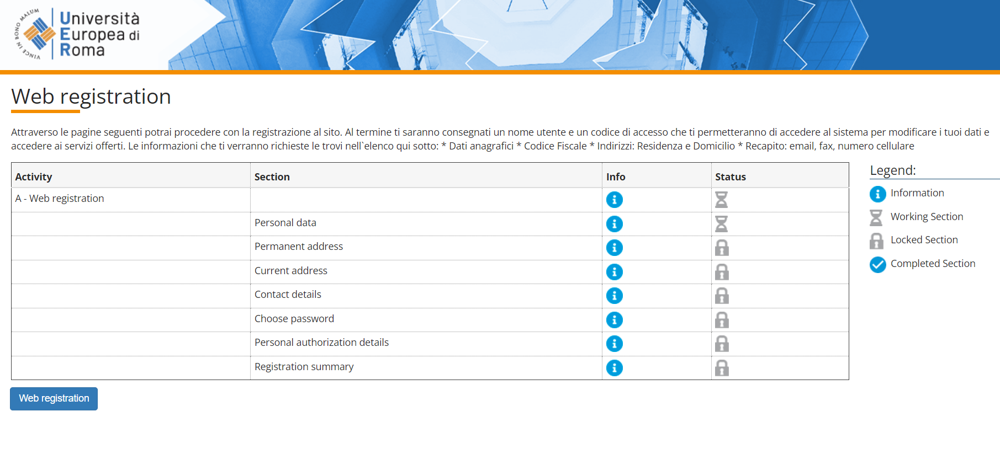 VINCE IN BONO MALUM
Università
Europea di
Roma
Web registration
Attraverso le pagine seguenti potrai procedere con la registrazione al sito. Al termine ti saranno consegnati un nome utente e un codice di accesso che ti permetteranno di accedere al sistema per modificare i tuoi dati e
accedere ai servizi offerti. Le informazioni che ti verranno richieste le trovi nell`elenco qui sotto: * Dati anagrafici * Codice Fiscale * Indirizzi: Residenza e Domicilio * Recapito: email, fax, numero cellulare
Activity Section Info Status
A - Web registration
Personal data
Permanent address
Current address
Contact details
Choose password
Personal authorization details
Registration summary
Legend:
Information
Working Section
Locked Section
Completed Section
Web registration